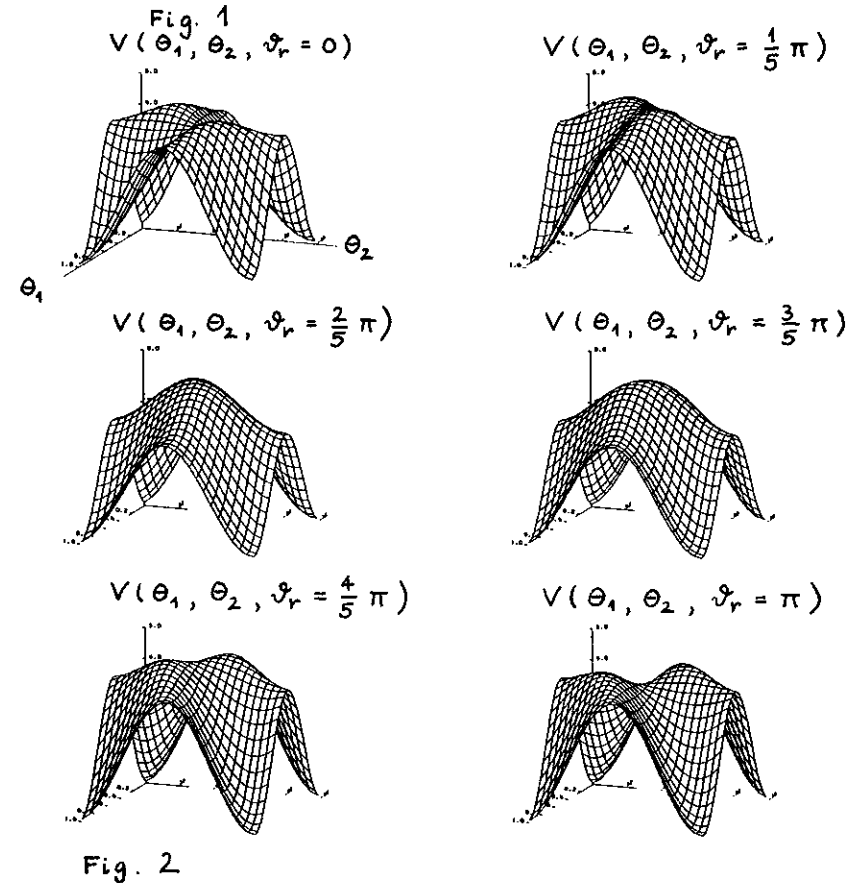 Fig. 1
V(Θ₁, Θ₂, ϑᵣ = 0)
V(Θ₁, Θ₂, ϑᵣ = 1/5 π)
Θ₂
Θ₁
V(Θ₁, Θ₂, ϑᵣ = 2/5 π)
V(Θ₁, Θ₂, ϑᵣ = 3/5 π)
V(Θ₁, Θ₂, ϑᵣ = 4/5 π)
V(Θ₁, Θ₂, ϑᵣ = π)
Fig. 2